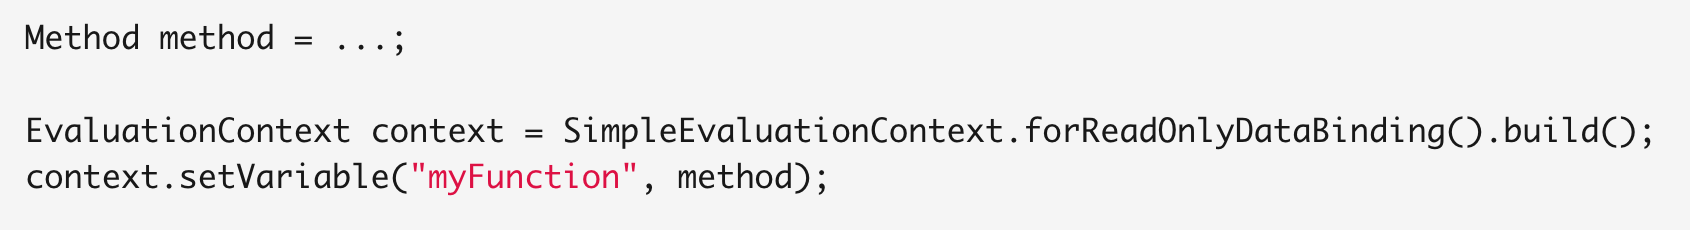 Method method = ...;
EvaluationContext context = SimpleEvaluationContext.forReadOnlyDataBinding().build();
context.setVariable("myFunction", method);